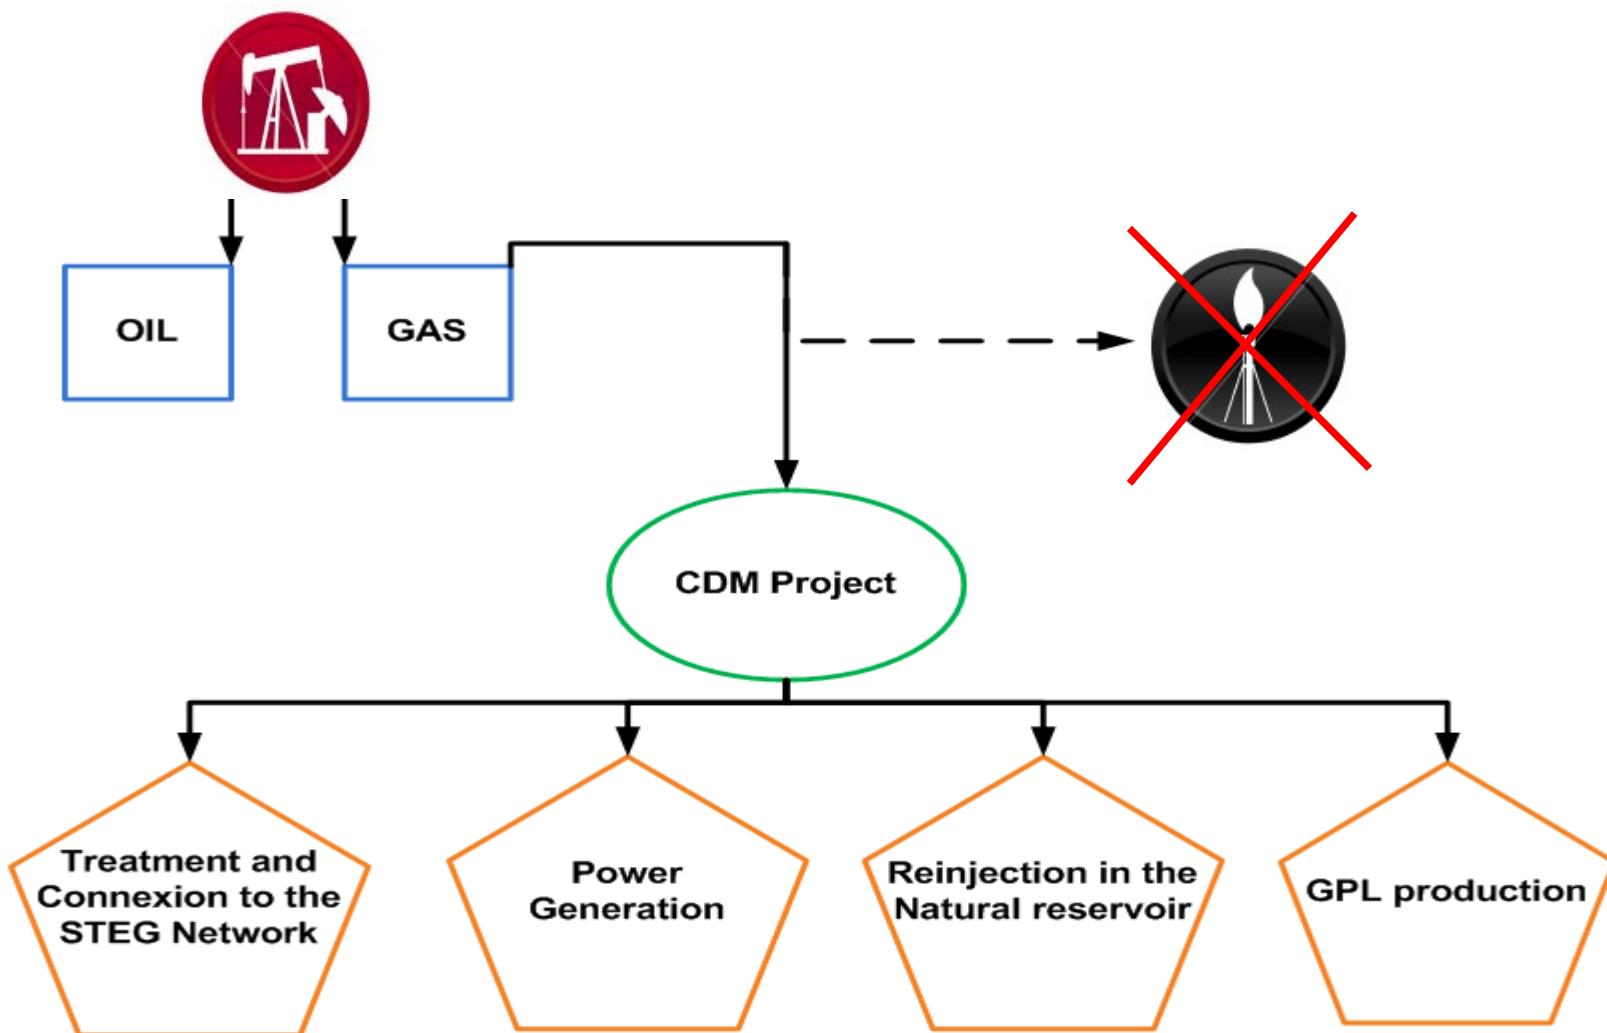 OIL
GAS
CDM Project
Treatment and
Connexion to the
STEG Network
Power
Generation
Reinjection in the
Natural reservoir
GPL production